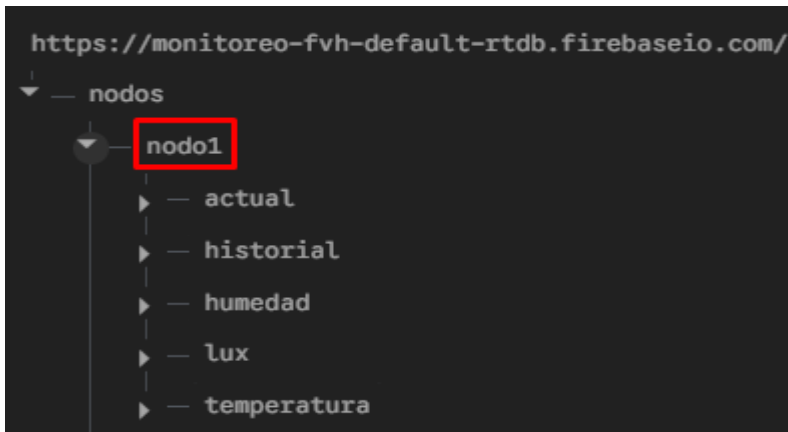 https://monitoreo-fvh-default-rtdb.firebaseio.com/
nodos
nodo1
actual
historial
humedad
lux
temperatura